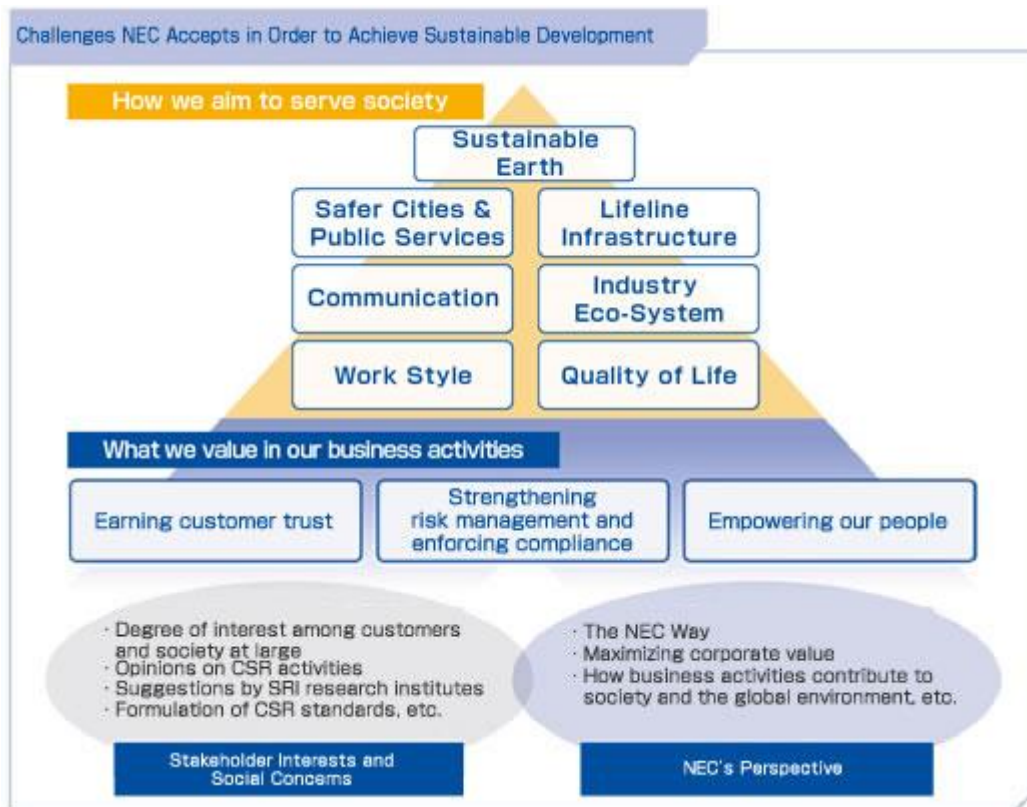 Challenges NEC Accepts in Order to Achieve Sustainable Development
How we aim to serve society
Sustainable
Earth
Safer Cities &
Public Services
Lifeline
Infrastructure
Communication
Industry
Eco-System
Work Style
Quality of Life
What we value in our business activities
Earning customer trust
Strengthening
risk management and
enforcing compliance
Empowering our people
· Degree of interest among customers
and society at large
· Opinions on CSR activities
· Suggestions by SRI research institutes
· Formulation of CSR standards, etc.
· The NEC Way
· Maximizing corporate value
· How business activities contribute to
society and the global environment, etc.
Stakeholder Interests and
Social Concerns
NEC's Perspective